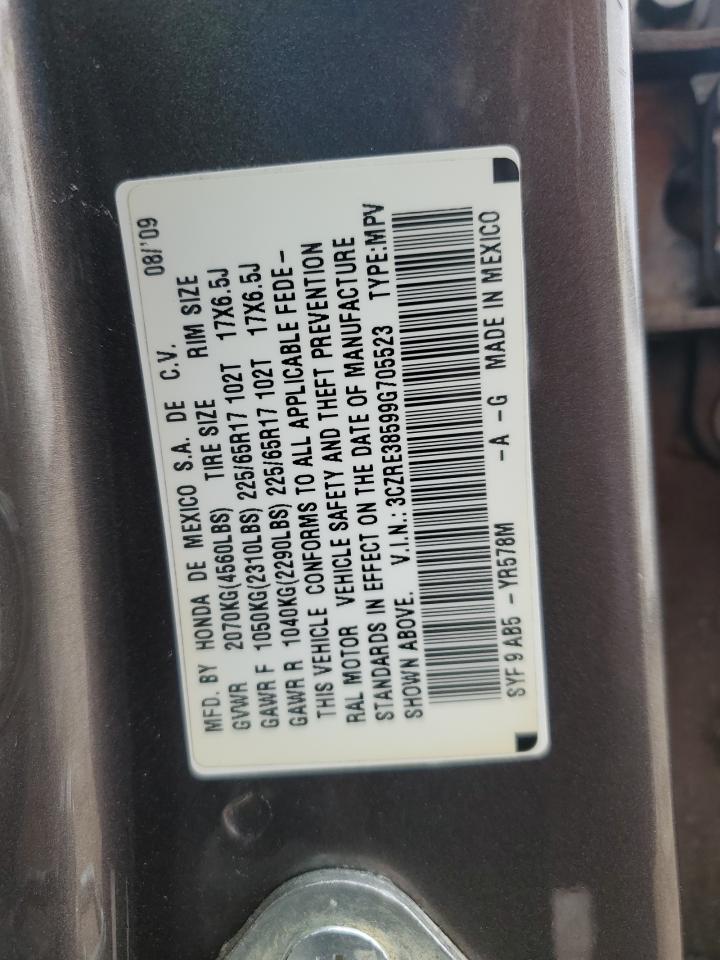 MFD. BY HONDA DE MEXICO S.A. DE C.V. 08/'09
GVWR 2070KG(4560LBS) TIRE SIZE RIM SIZE
GAWR F 1050KG(2310LBS) 225/65R17 102T 17X6.5J
GAWR R 1040KG(2290LBS) 225/65R17 102T 17X6.5J
THIS VEHICLE CONFORMS TO ALL APPLICABLE FEDE-
RAL MOTOR VEHICLE SAFETY AND THEFT PREVENTION
STANDARDS IN EFFECT ON THE DATE OF MANUFACTURE
SHOWN ABOVE. V.I.N.: 3CZRE38599G705523 TYPE:MPV
SYF 9 AB5 - YR578M -A -G MADE IN MEXICO